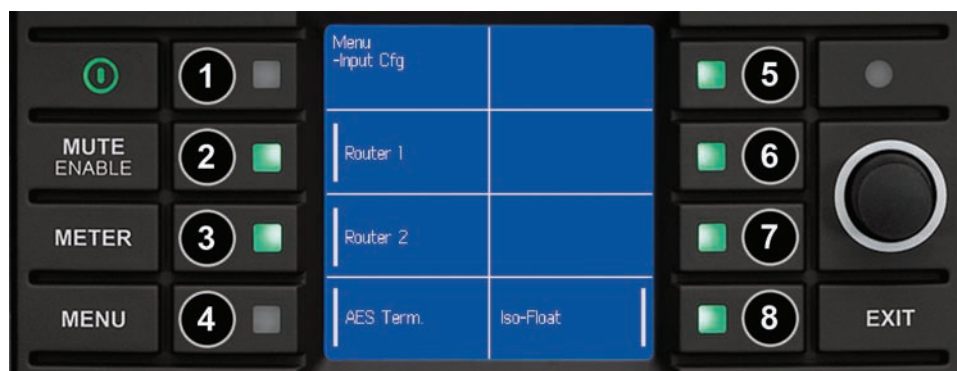 Menu
-Input Cfg
1
5
MUTE
ENABLE
2
Router 1
6
METER
3
Router 2
7
MENU
4
AES Term.
Iso-Float
8
EXIT